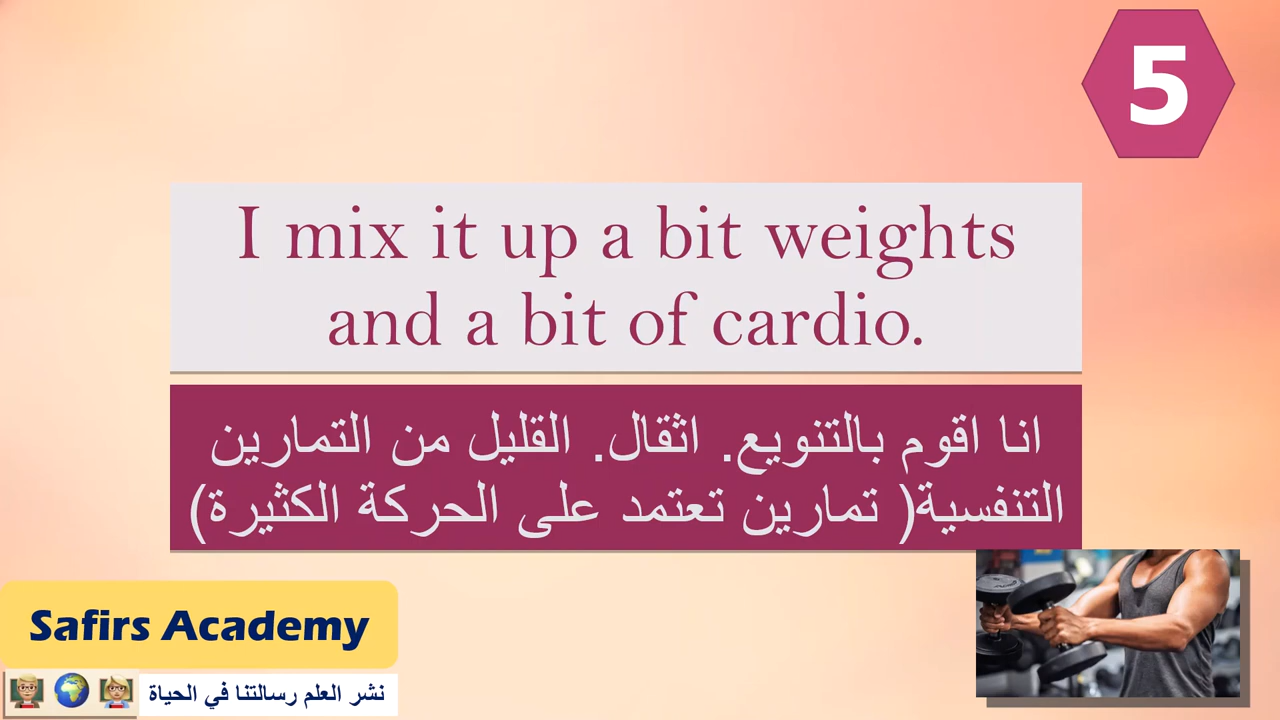 5
I mix it up a bit weights
and a bit of cardio.
انا اقوم بالتنويع. اثقال. القليل من التمارين
التنفسية( تمارين تعتمد على الحركة الكثيرة)
Safirs Academy
نشر العلم رسالتنا في الحياة